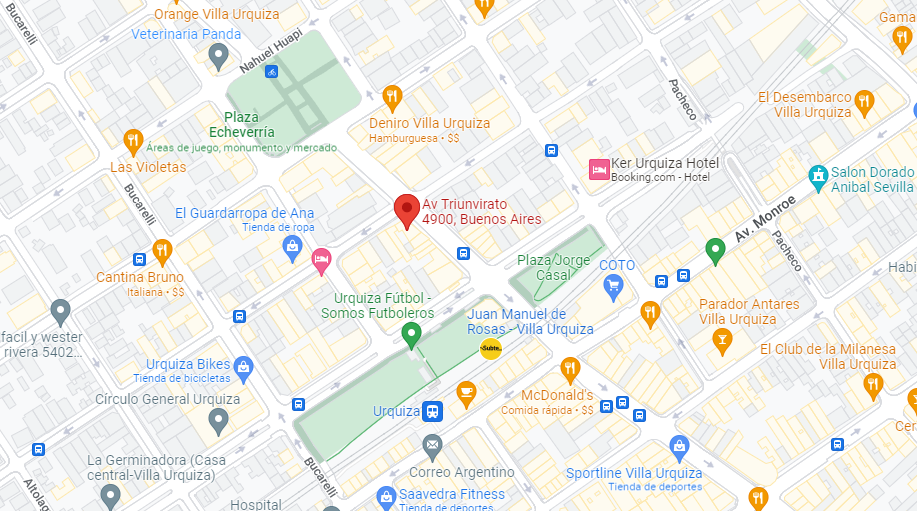 Bucarelli
Orange Villa Urquiza
Veterinaria Panda
Nahuel Huapi
Gama
Pacheco
El Desembarco
Villa Urquiza
Plaza
Echeverría
Áreas de juego, monumento y mercado
Deniro Villa Urquiza
Hamburguesa • $$
Las Violetas
Bucarelli
Ker Urquiza Hotel
Booking.com - Hotel
Salon Dorado
Anibal Sevilla
Av. Monroe
Pacheco
Av Triunvirato
4900, Buenos Aires
El Guardarropa de Ana
Tienda de ropa
Cantina Bruno
Italiana • $$
Plaza Jorge
Casal
COTO
Habi
Urquiza Fútbol -
Somos Futboleros
Juan Manuel de
Rosas - Villa Urquiza
Subte
Parador Antares
Villa Urquiza
facil y wester
rivera 5402...
El Club de la Milanesa
Villa Urquiza
Urquiza Bikes
Tienda de bicicletas
Círculo General Urquiza
McDonald's
Comida rápida • $$
Urquiza
Cer
La Germinadora (Casa
central-Villa Urquiza)
Bucarelli
Correo Argentino
Sportline Villa Urquiza
Tienda de deportes
Altolag
Hospital
Saavedra Fitness
Tienda de deportes